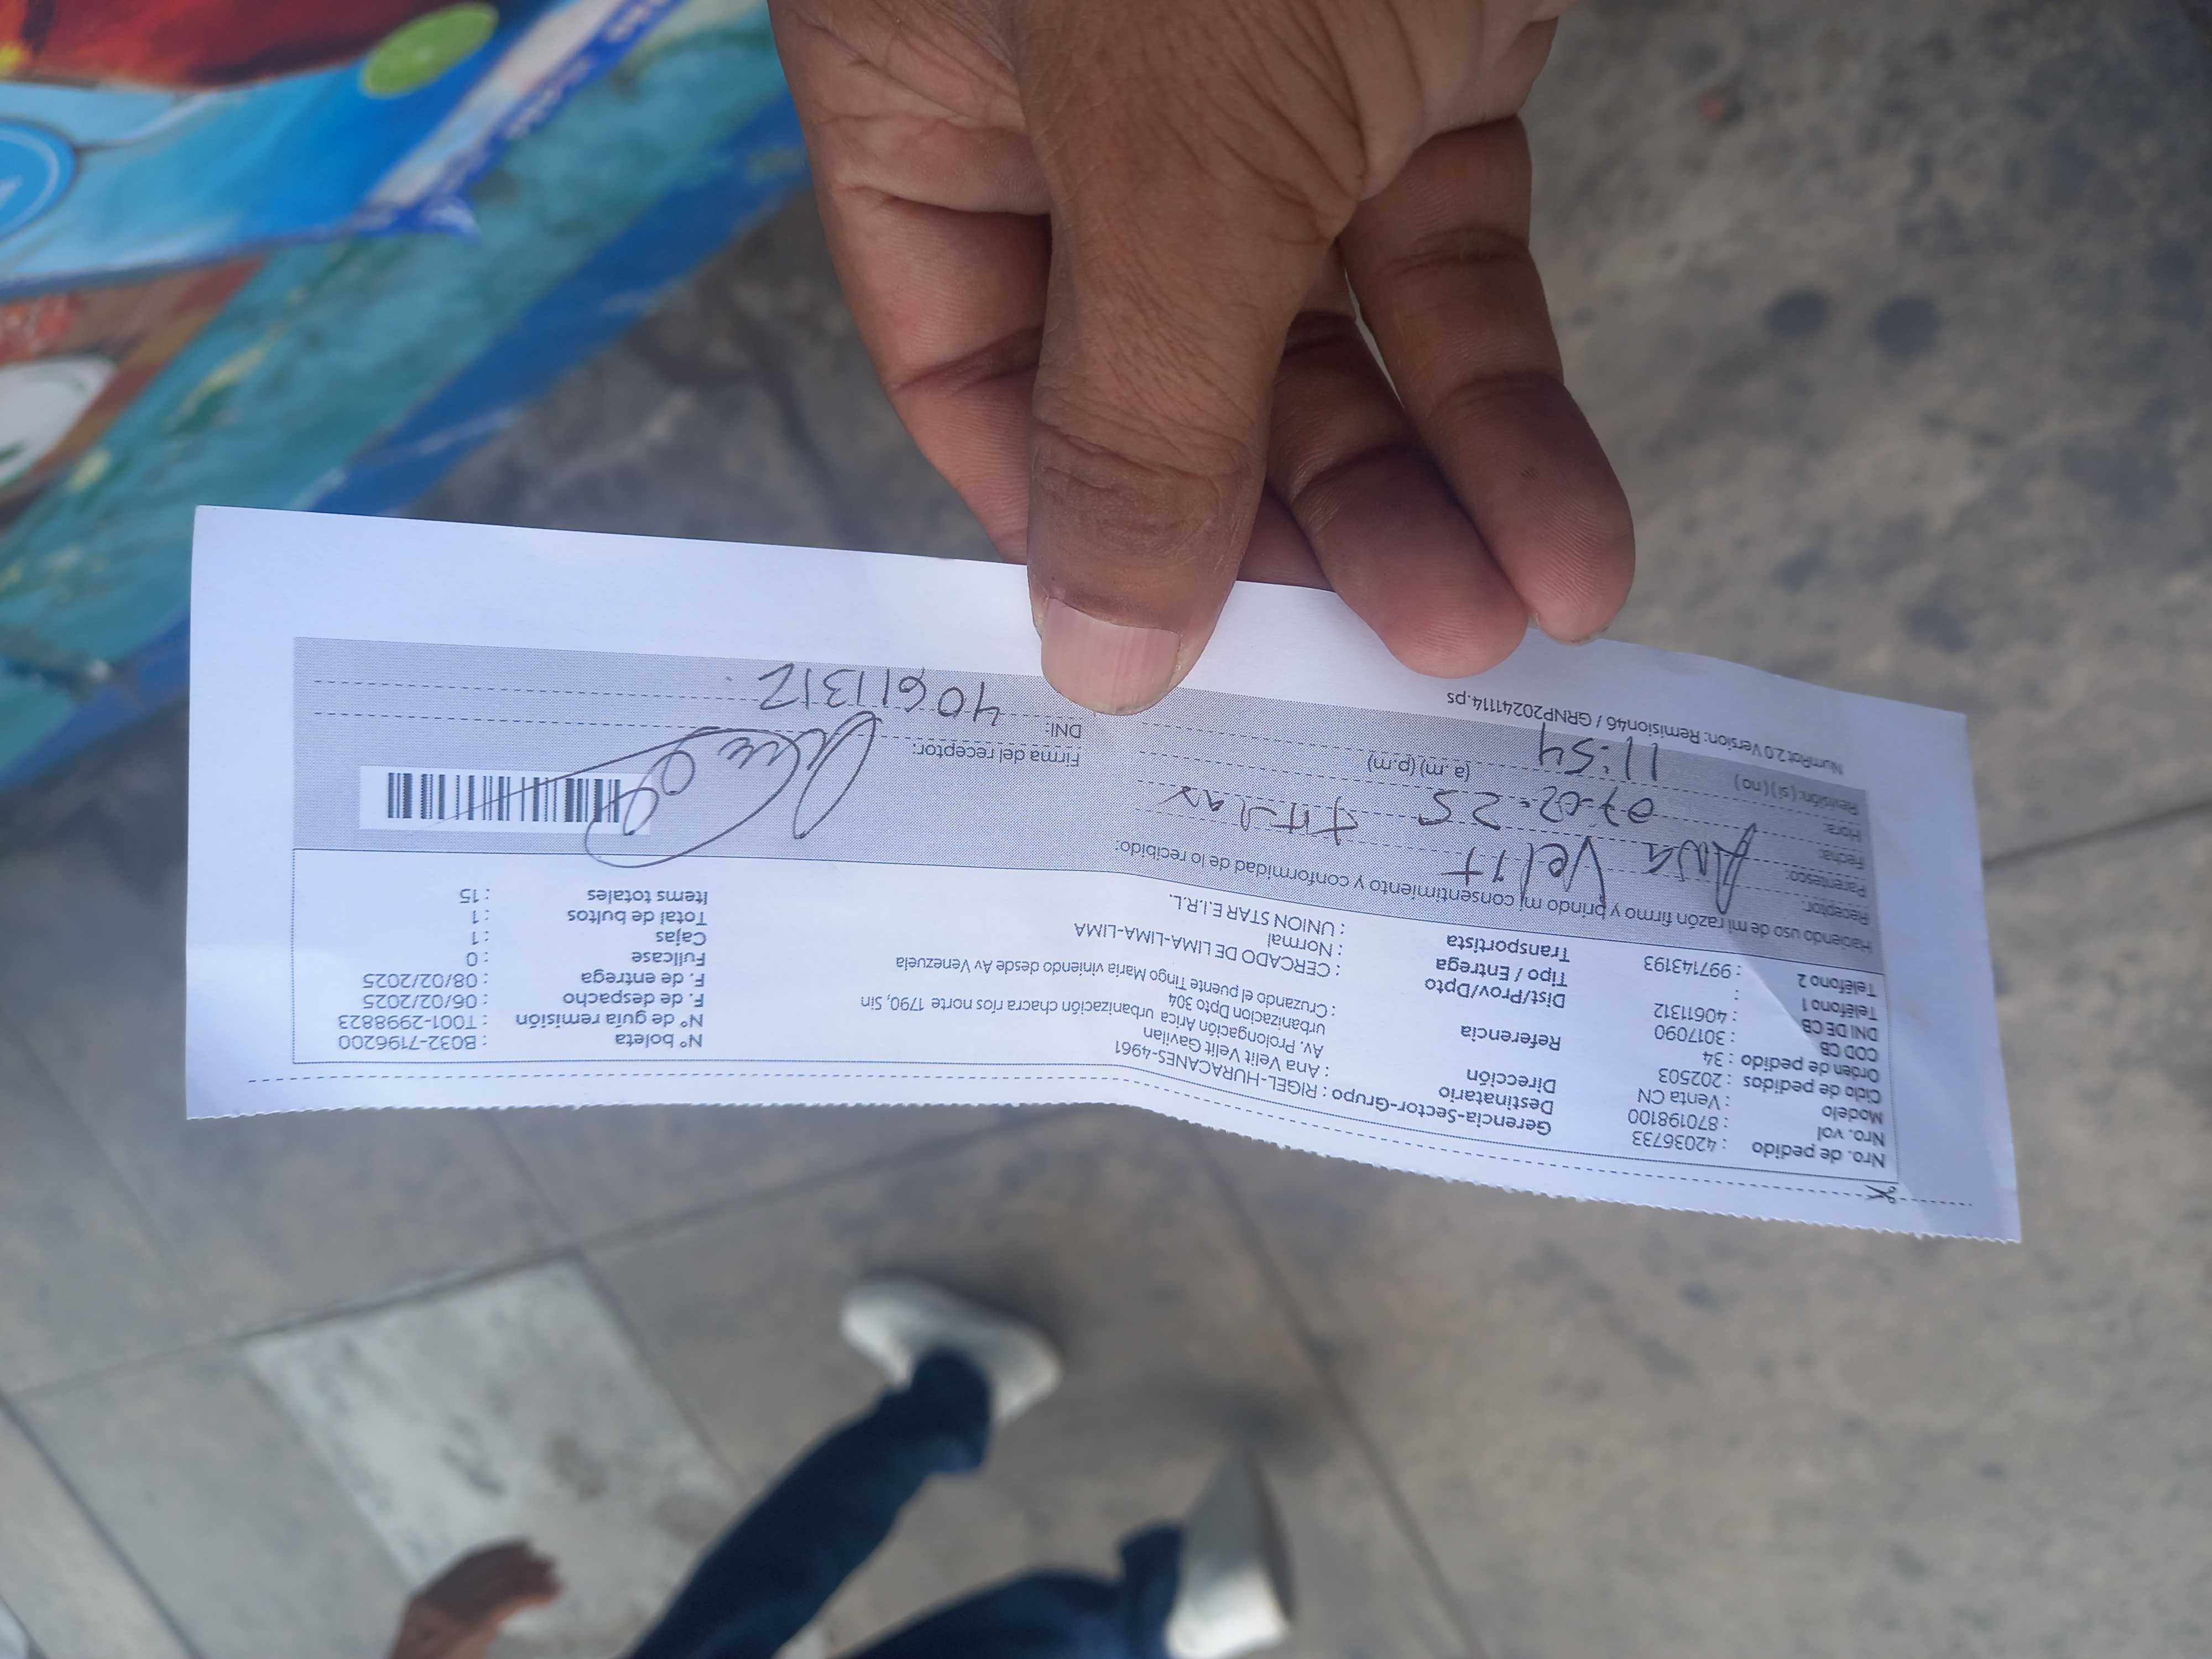 Nro. de pedido : 42036733
Nro. vol : 870198100
Modelo : Venta CN
Ciclo de pedidos : 202503
Orden de pedido : 34
COD CB : 3017090
DNI DE CB : 40611312
Teléfono 1 :
Teléfono 2 : 997143193
Gerencia-Sector-Grupo : RIGEL-HURACANES-4961
Destinatario : Ana Velit Velit Gavilan
Dirección Av. Prolongación Arica urbanización chacra ríos norte 1790, Sin
urbanizacion Dpto 304
Referencia : Cruzando el puente Tingo Maria viniendo desde Av Venezuela
Dist/Prov/Dpto : CERCADO DE LIMA-LIMA-LIMA
Tipo / Entrega : Normal
Transportista : UNION STAR E.I.R.L.
N° boleta : B032-7196200
N° de guía remisión : T001-2998823
F. de despacho : 06/02/2025
F. de entrega : 08/02/2025
Fullcase : 0
Cajas : 1
Total de bultos : 1
Items totales : 15
Haciendo uso de mi razón firmo y brindo mi consentimiento y conformidad de lo recibido:
Receptor: Ana Velit
Parentesco: titular
Fecha: 07-02-25
Hora: 11:54 (a.m) (p.m)
Revisión: (si) (no)
Firma del receptor:
DNI: 40611312
NumRot 2.0 Version: Remision46 / GRNP20241114.ps